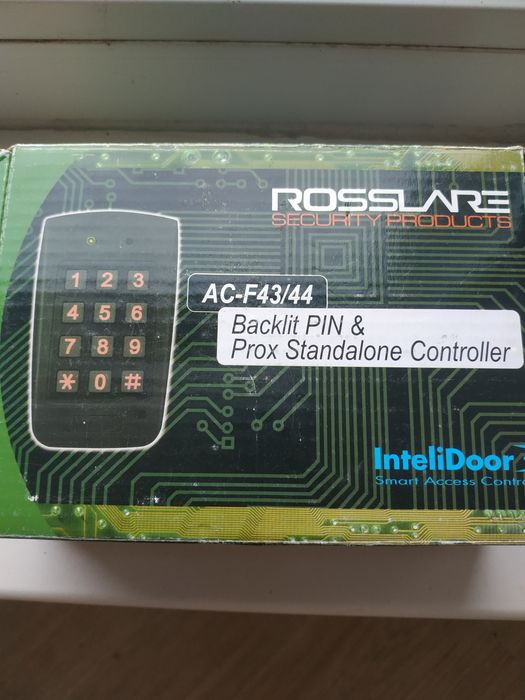 ROSSLARE
SECURITY PRODUCTS
AC-F43/44
Backlit PIN &
Prox Standalone Controller
1 2 3
4 5 6
7 8 9
* 0 #
InteliDoor
Smart Access